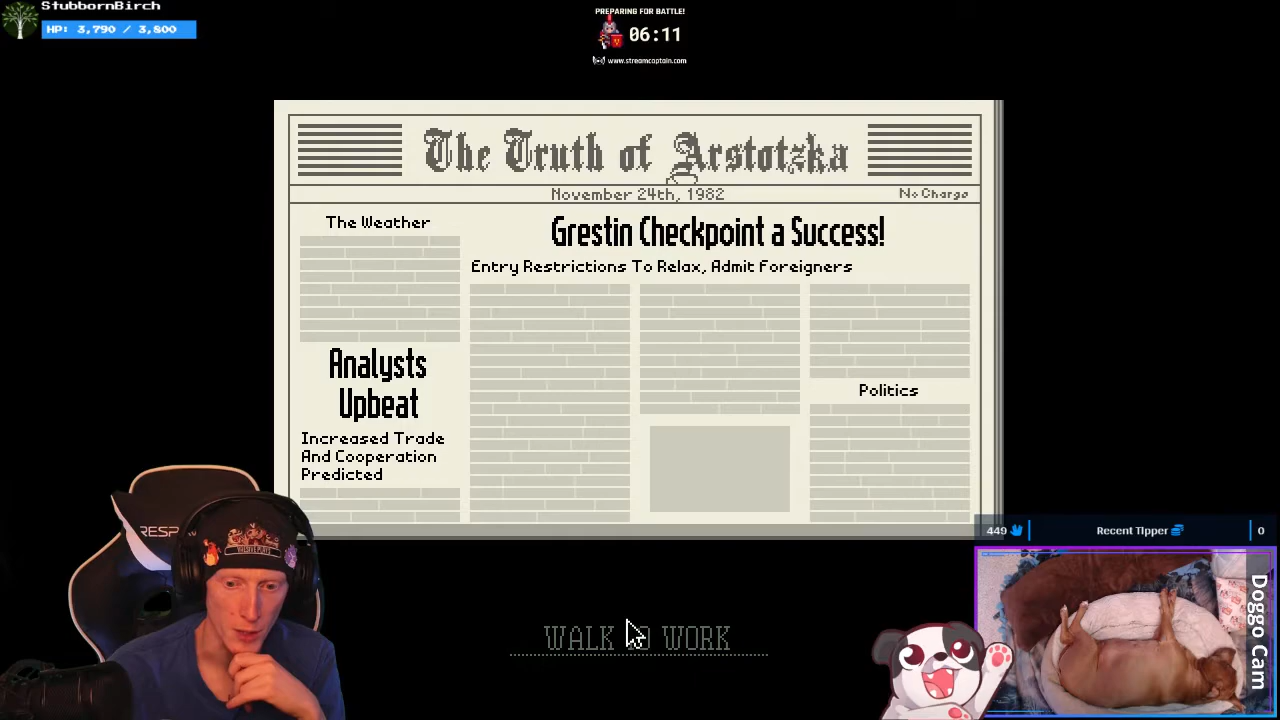 StubbornBirch
HP: 3,790 / 3,800
PREPARING FOR BATTLE!
06:11
www.streamcaptain.com
The Truth of Arstotzka
November 24th, 1982
No Charge
The Weather
Grestin Checkpoint a Success!
Entry Restrictions To Relax, Admit Foreigners
Analysts
Upbeat
Increased Trade
And Cooperation
Predicted
Politics
WALK TO WORK
RESP
449
Recent Tipper
0
Doggo Cam